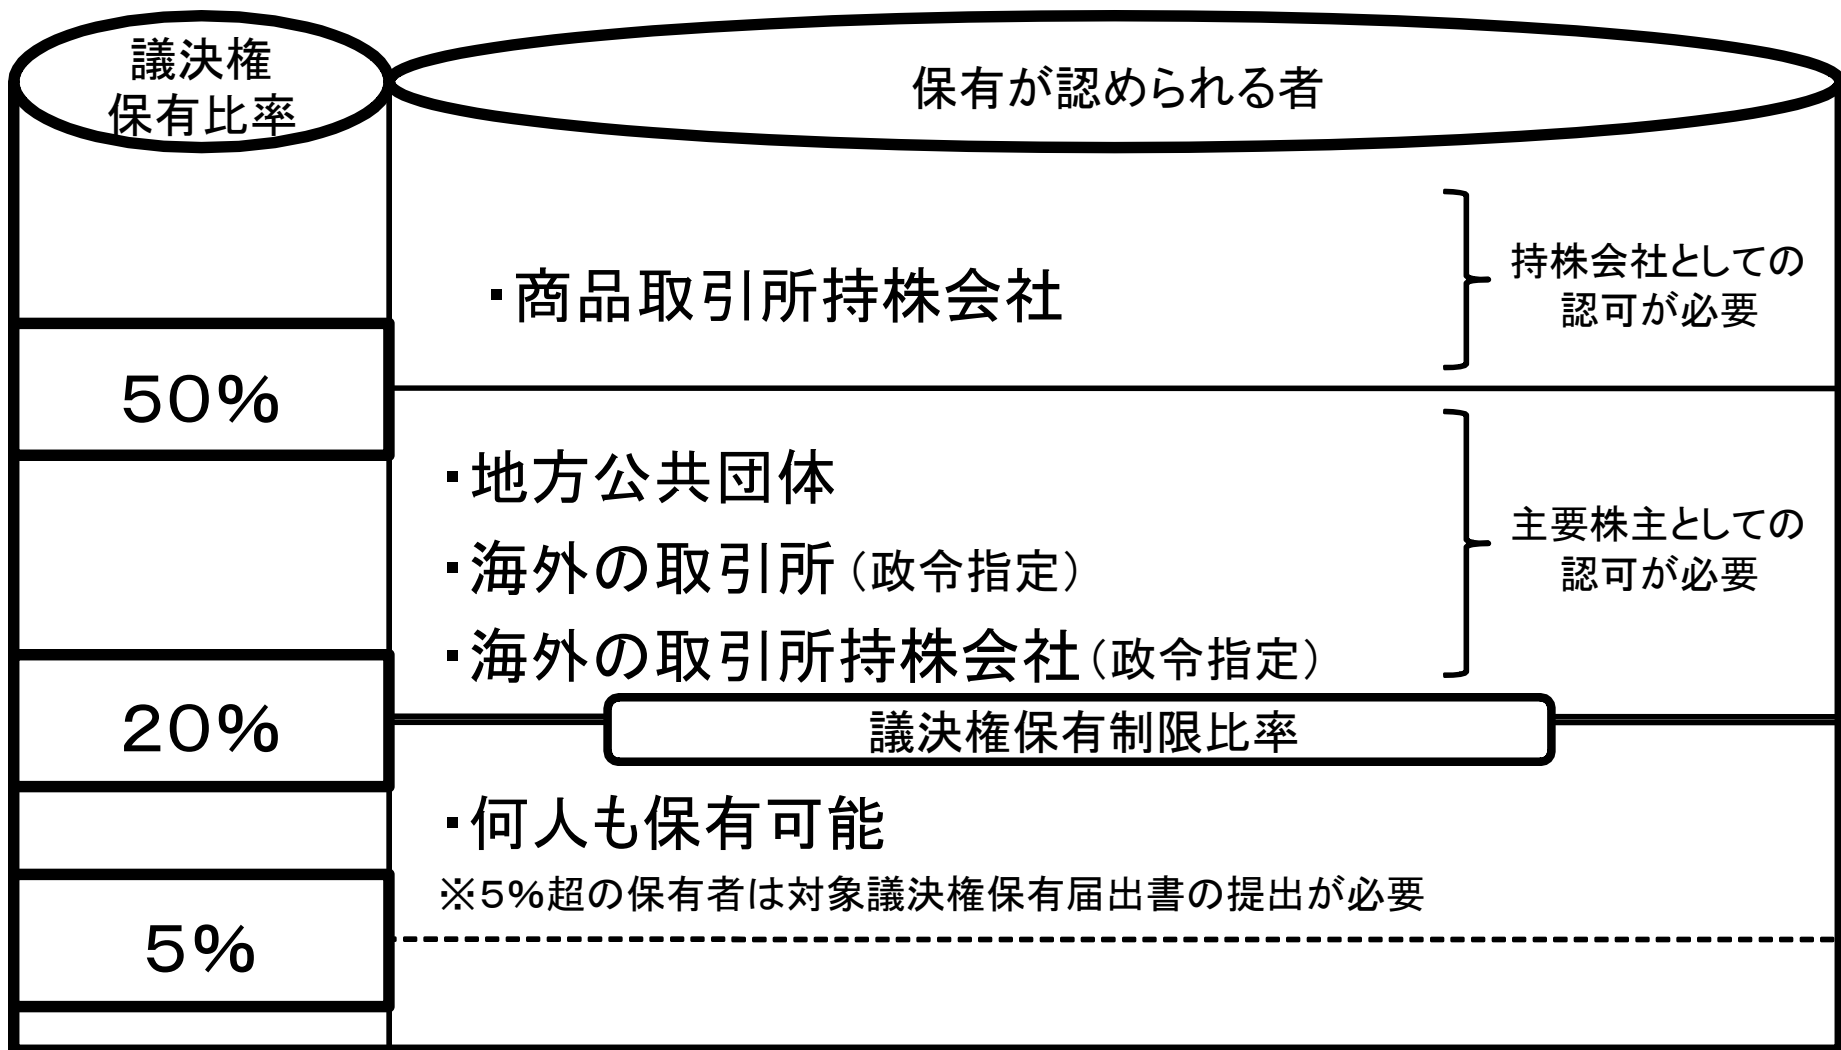 議決権
保有比率
保有が認められる者
・商品取引所持株会社
持株会社としての
認可が必要
50%
・地方公共団体
・海外の取引所（政令指定）
・海外の取引所持株会社（政令指定）
主要株主としての
認可が必要
20%
議決権保有制限比率
・何人も保有可能
※5%超の保有者は対象議決権保有届出書の提出が必要
5%